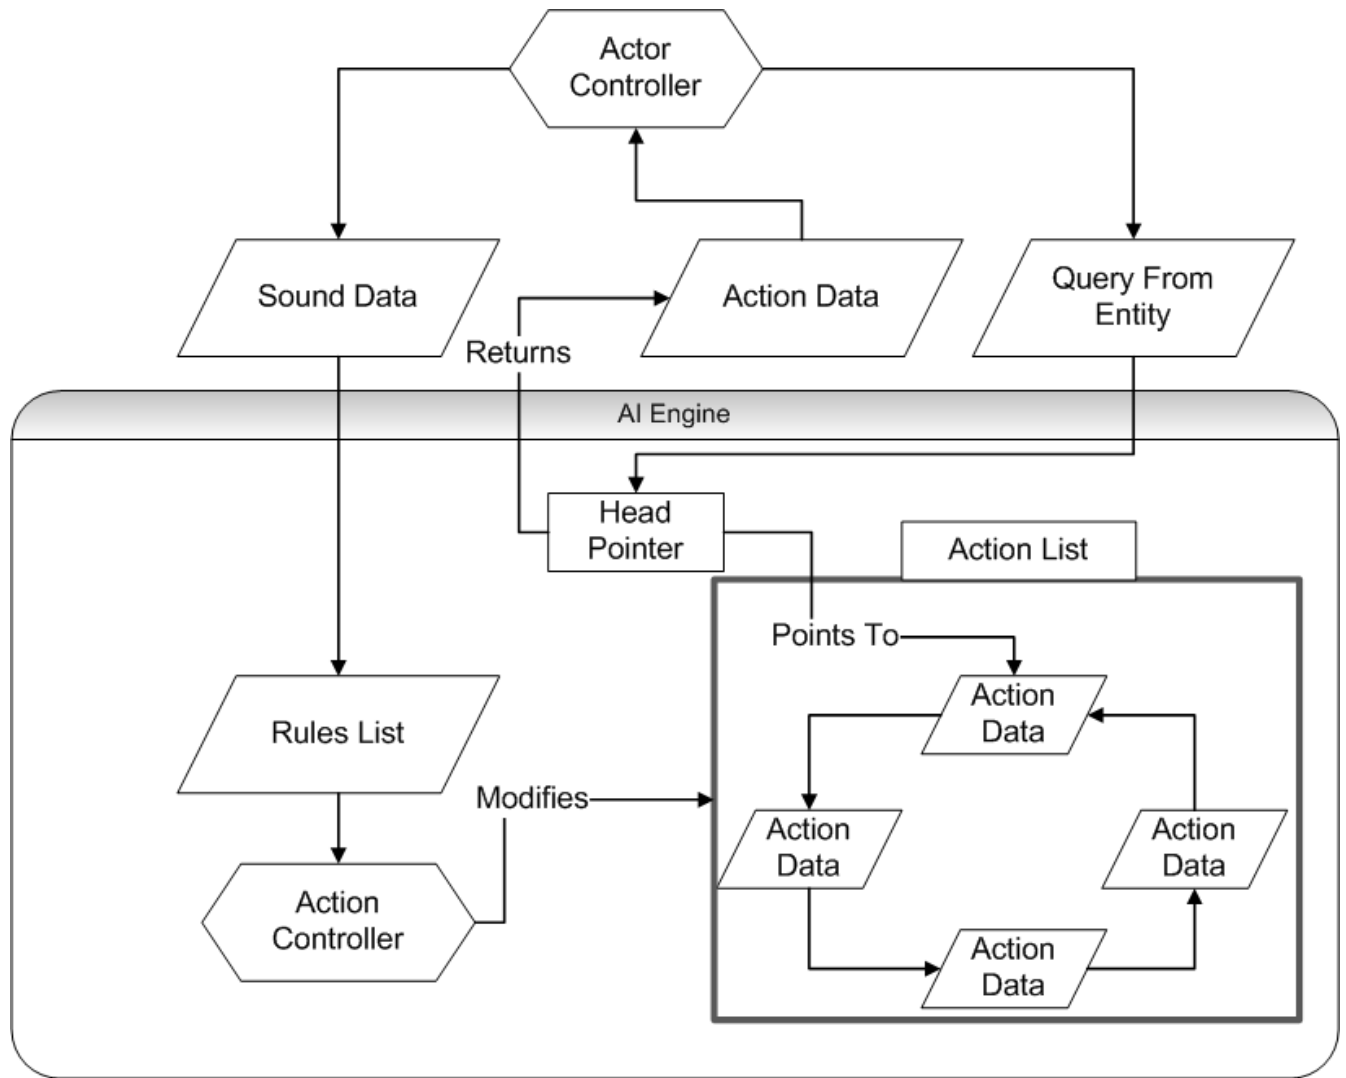 Actor
Controller
Sound Data
Action Data
Query From
Entity
Returns
AI Engine
Head
Pointer
Action List
Points To
Action
Data
Rules List
Modifies
Action
Data
Action
Data
Action
Controller
Action
Data